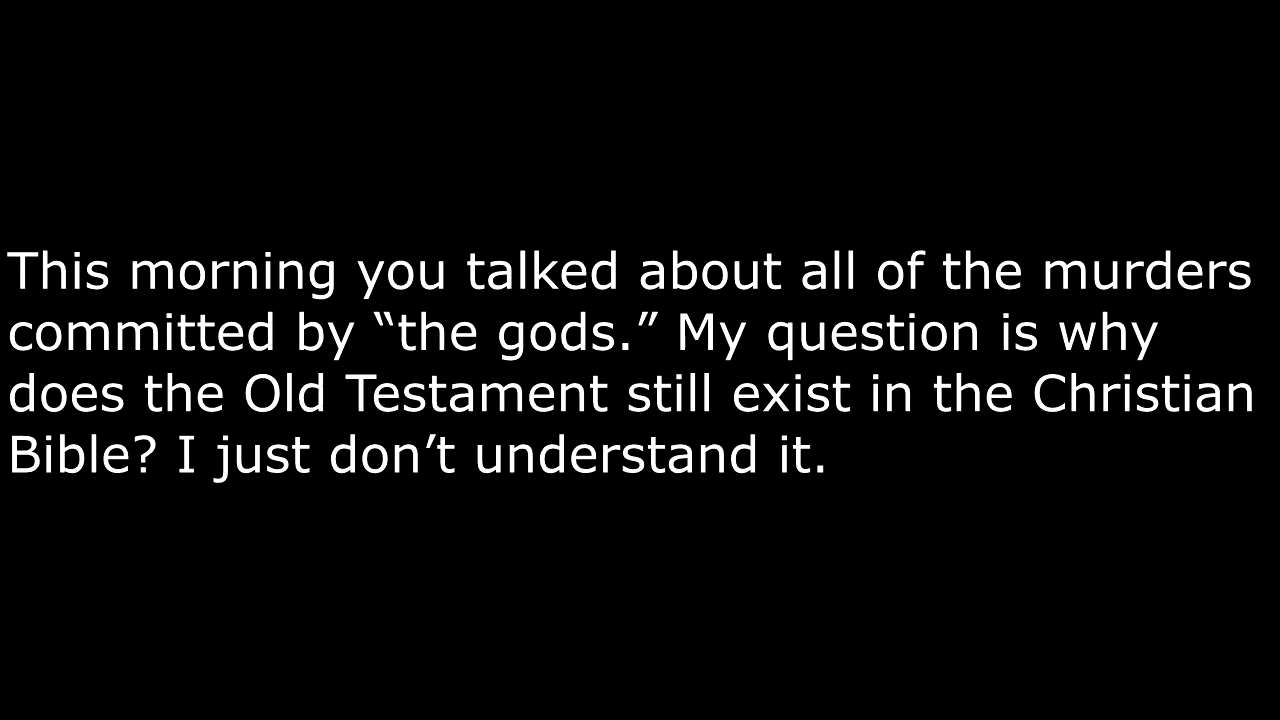 This morning you talked about all of the murders
committed by “the gods.” My question is why
does the Old Testament still exist in the Christian
Bible? I just don’t understand it.